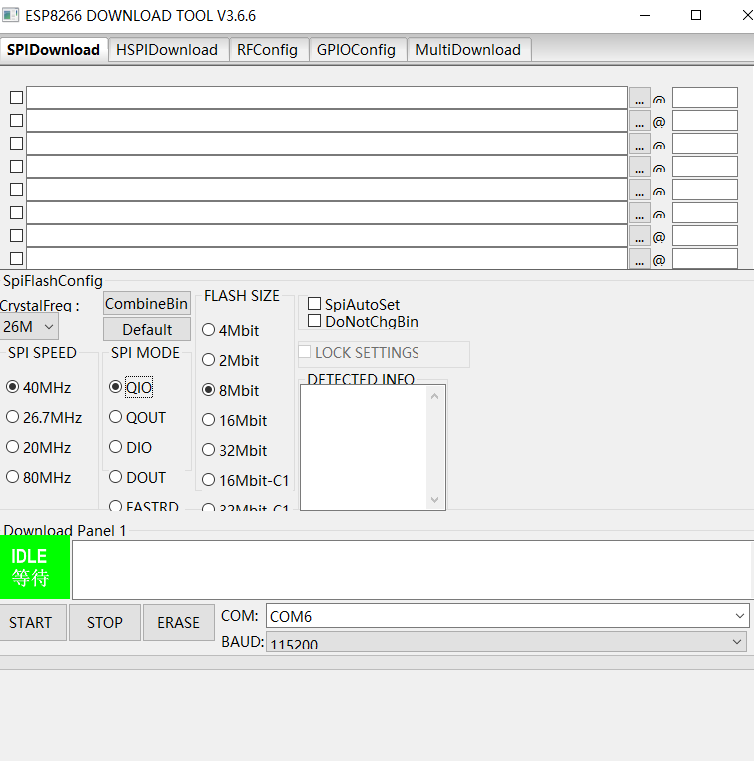 ESP8266 DOWNLOAD TOOL V3.6.6
SPIDownload HSPIDownload RFConfig GPIOConfig MultiDownload
... @
... @
... @
... @
... @
... @
... @
... @
SpiFlashConfig
CrystalFreq :
26M
CombineBin
Default
SPI SPEED
40MHz
26.7MHz
20MHz
80MHz
SPI MODE
QIO
QOUT
DIO
DOUT
FASTRD
FLASH SIZE
4Mbit
2Mbit
8Mbit
16Mbit
32Mbit
16Mbit-C1
32Mbit-C1
SpiAutoSet
DoNotChgBin
LOCK SETTINGS
DETECTED INFO
Download Panel 1
IDLE
等待
START STOP ERASE
COM: COM6
BAUD: 115200